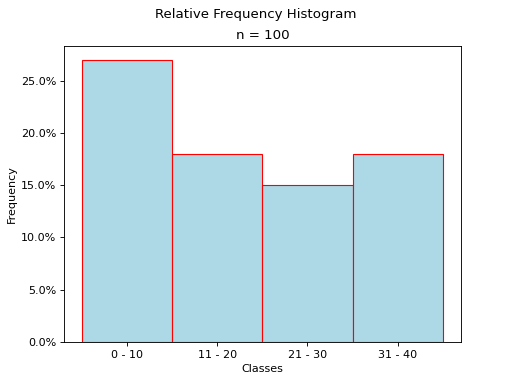 Relative Frequency Histogram
n = 100
25.0%
20.0%
15.0%
10.0%
5.0%
0.0%
Frequency
0 - 10
11 - 20
21 - 30
31 - 40
Classes